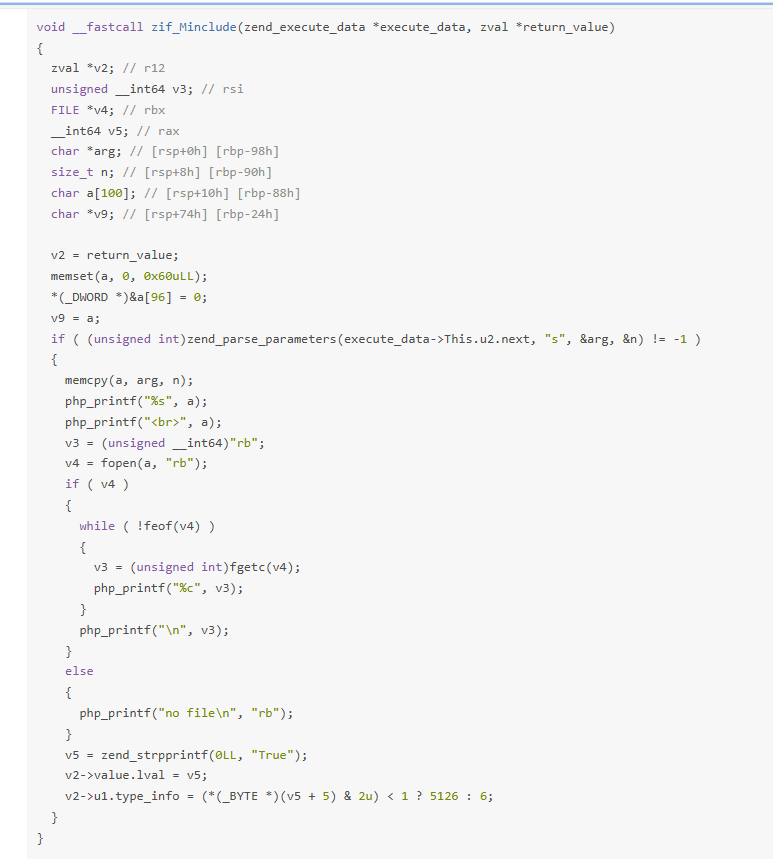 void __fastcall zif_Minclude(zend_execute_data *execute_data, zval *return_value)
{
  zval *v2; // r12
  unsigned __int64 v3; // rsi
  FILE *v4; // rbx
  __int64 v5; // rax
  char *arg; // [rsp+0h] [rbp-98h]
  size_t n; // [rsp+8h] [rbp-90h]
  char a[100]; // [rsp+10h] [rbp-88h]
  char *v9; // [rsp+74h] [rbp-24h]

  v2 = return_value;
  memset(a, 0, 0x60uLL);
  *(_DWORD *)&a[96] = 0;
  v9 = a;
  if ( (unsigned int)zend_parse_parameters(execute_data->This.u2.next, "s", &arg, &n) != -1 )
  {
    memcpy(a, arg, n);
    php_printf("%s", a);
    php_printf("<br>", a);
    v3 = (unsigned __int64)"rb";
    v4 = fopen(a, "rb");
    if ( v4 )
    {
      while ( !feof(v4) )
      {
        v3 = (unsigned int)fgetc(v4);
        php_printf("%c", v3);
      }
      php_printf("\n", v3);
    }
    else
    {
      php_printf("no file\n", "rb");
    }
    v5 = zend_strpprintf(0LL, "True");
    v2->value.lval = v5;
    v2->u1.type_info = (*(_BYTE *)(v5 + 5) & 2u) < 1 ? 5126 : 6;
  }
}